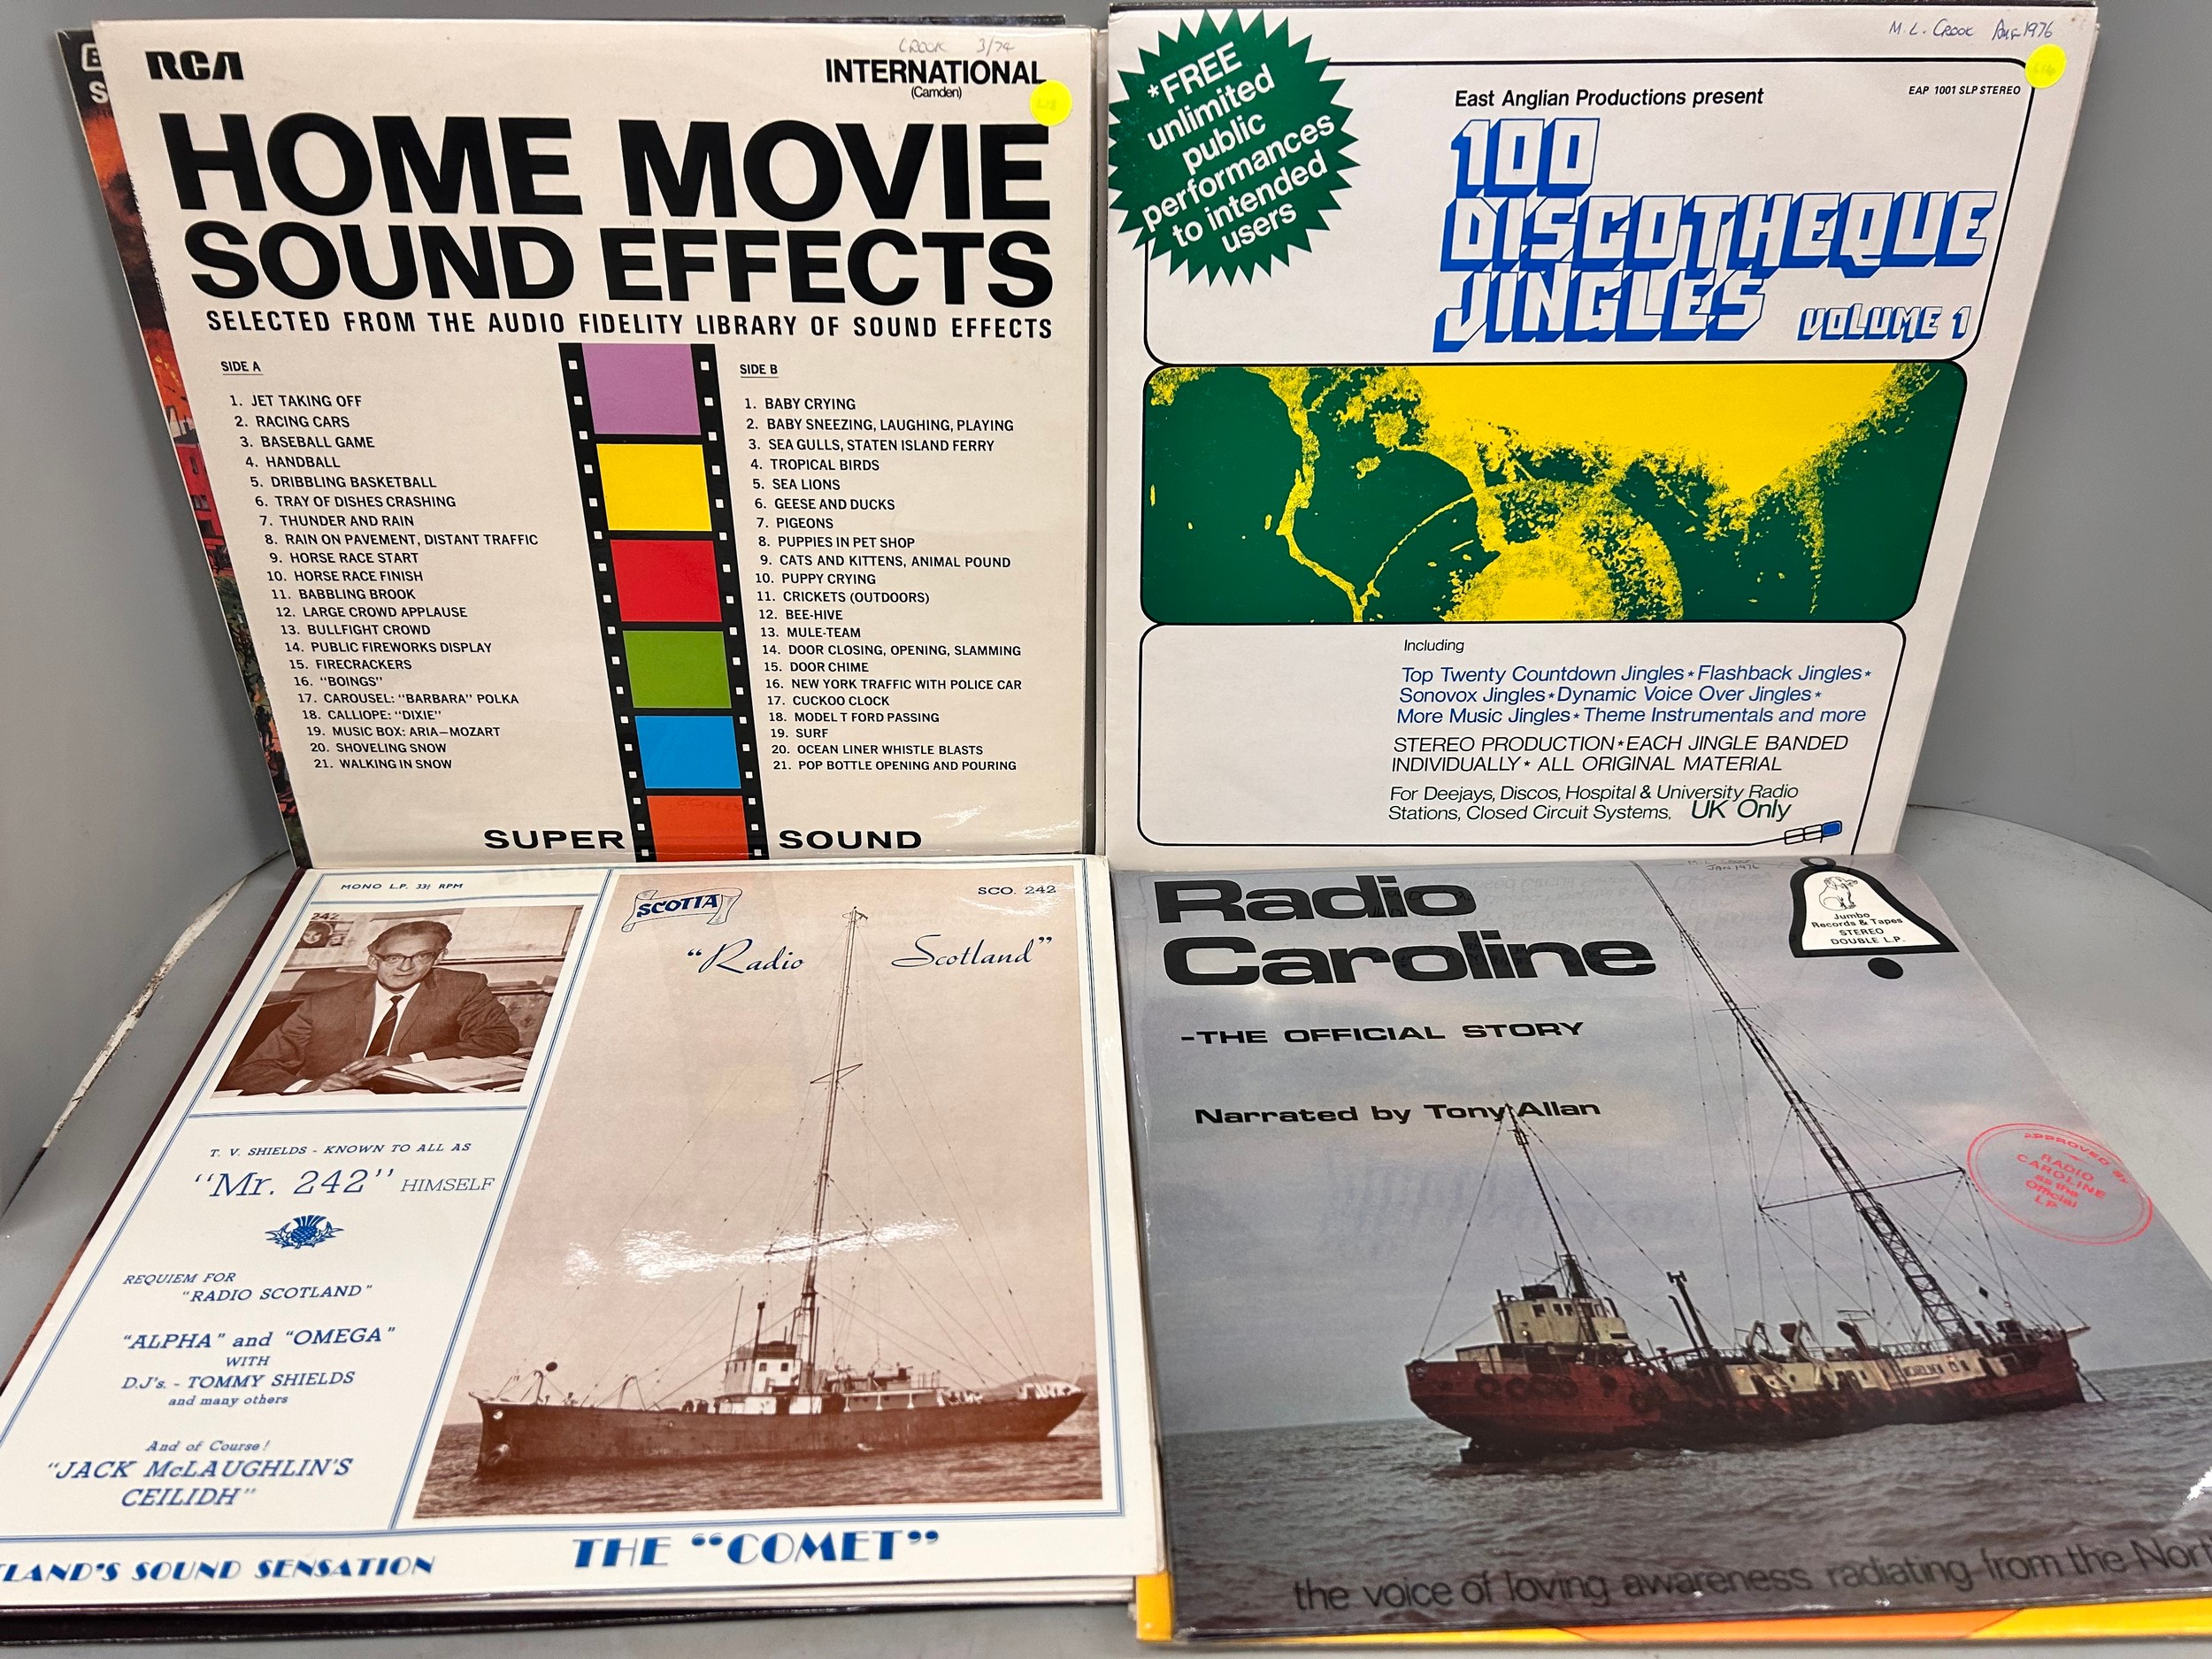 RCA
CROOK 3/74
INTERNATIONAL
(Camden)
HOME MOVIE
SOUND EFFECTS
SELECTED FROM THE AUDIO FIDELITY LIBRARY OF SOUND EFFECTS
SIDE A
1. JET TAKING OFF
2. RACING CARS
3. BASEBALL GAME
4. HANDBALL
5. DRIBBLING BASKETBALL
6. TRAY OF DISHES CRASHING
7. THUNDER AND RAIN
8. RAIN ON PAVEMENT, DISTANT TRAFFIC
9. HORSE RACE START
10. HORSE RACE FINISH
11. BABBLING BROOK
12. LARGE CROWD APPLAUSE
13. BULLFIGHT CROWD
14. PUBLIC FIREWORKS DISPLAY
15. FIRECRACKERS
16. "BOINGS"
17. CAROUSEL: "BARBARA" POLKA
18. CALLIOPE: "DIXIE"
19. MUSIC BOX: ARIA—MOZART
20. SHOVELING SNOW
21. WALKING IN SNOW
SIDE B
1. BABY CRYING
2. BABY SNEEZING, LAUGHING, PLAYING
3. SEA GULLS, STATEN ISLAND FERRY
4. TROPICAL BIRDS
5. SEA LIONS
6. GEESE AND DUCKS
7. PIGEONS
8. PUPPIES IN PET SHOP
9. CATS AND KITTENS, ANIMAL POUND
10. PUPPY CRYING
11. CRICKETS (OUTDOORS)
12. BEE-HIVE
13. MULE-TEAM
14. DOOR CLOSING, OPENING, SLAMMING
15. DOOR CHIME
16. NEW YORK TRAFFIC WITH POLICE CAR
17. CUCKOO CLOCK
18. MODEL T FORD PASSING
19. SURF
20. OCEAN LINER WHISTLE BLASTS
21. POP BOTTLE OPENING AND POURING
SUPER SOUND
M. L. CROOK Aug 1976
*FREE
unlimited
public
performances
to intended
users
East Anglian Productions present
EAP 1001 SLP STEREO
100
DISCOTHEQUE
JINGLES VOLUME 1
Including
Top Twenty Countdown Jingles * Flashback Jingles *
Sonovox Jingles * Dynamic Voice Over Jingles *
More Music Jingles * Theme Instrumentals and more
STEREO PRODUCTION * EACH JINGLE BANDED
INDIVIDUALLY * ALL ORIGINAL MATERIAL
For Deejays, Discos, Hospital & University Radio
Stations, Closed Circuit Systems, UK Only
MONO L.P. 33⅓ RPM
242
SCOTTA
SCO. 242
"Radio Scotland"
T. V. SHIELDS - KNOWN TO ALL AS
"Mr. 242" HIMSELF
REQUIEM FOR
"RADIO SCOTLAND"
"ALPHA" and "OMEGA"
WITH
D.J's. - TOMMY SHIELDS
and many others
And of Course!
"JACK McLAUGHLIN'S
CEILIDH"
TLAND'S SOUND SENSATION
THE "COMET"
M. L. CROOK
JAN 1976
Radio
Caroline
-THE OFFICIAL STORY
Narrated by Tony Allan
Jumbo
Records & Tapes
STEREO
DOUBLE L.P.
APPROVED BY
RADIO
CAROLINE
as the
Official
LP
the voice of loving awareness radiating from the Nort